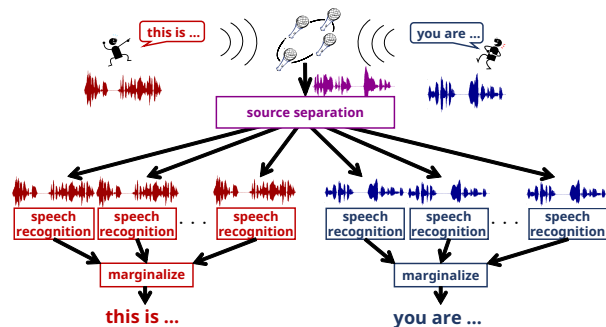 this is ...
you are ...
source separation
speech
recognition
speech
recognition
. . .
speech
recognition
speech
recognition
speech
recognition
. . .
speech
recognition
marginalize
marginalize
this is ...
you are ...